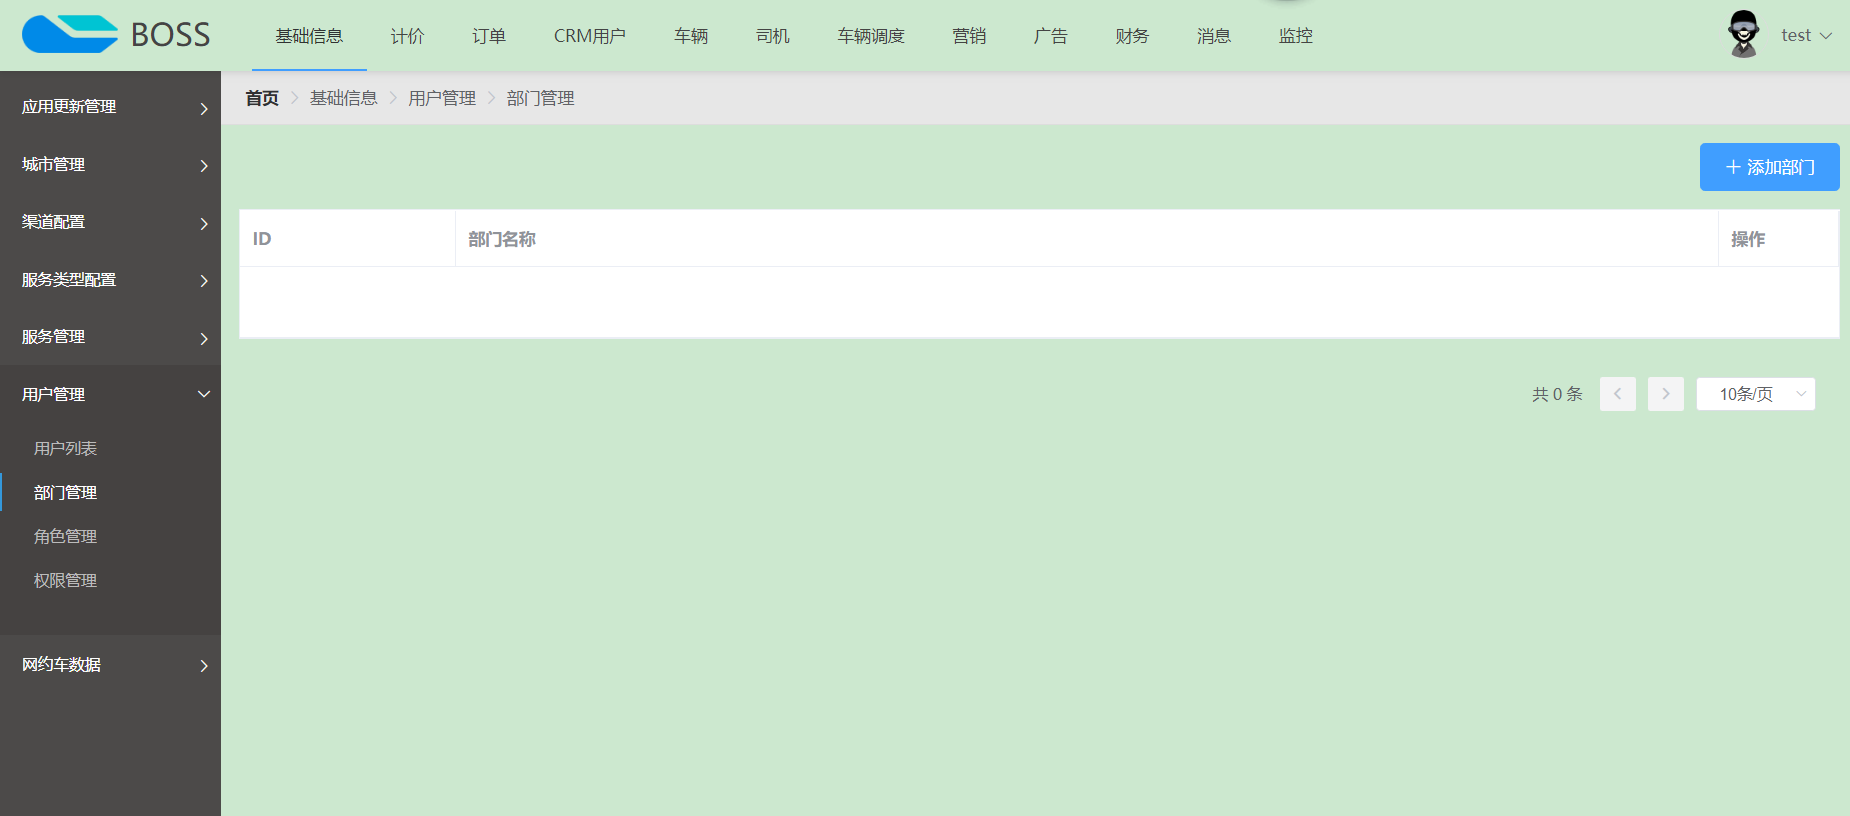 BOSS
基础信息 计价 订单 CRM用户 车辆 司机 车辆调度 营销 广告 财务 消息 监控
test
应用更新管理
城市管理
渠道配置
服务类型配置
服务管理
用户管理
用户列表
部门管理
角色管理
权限管理
网约车数据
首页 基础信息 用户管理 部门管理
添加部门
ID 部门名称 操作
共 0 条 10条/页